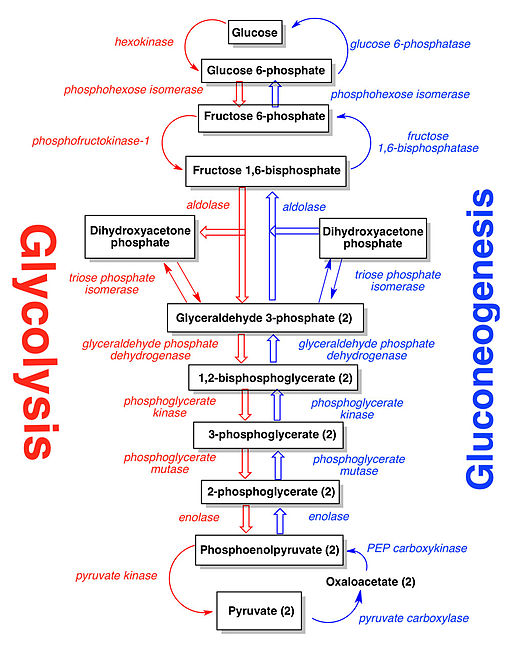 Glucose
hexokinase
glucose 6-phosphatase
Glucose 6-phosphate
phosphohexose isomerase
phosphohexose isomerase
Fructose 6-phosphate
phosphofructokinase-1
fructose
1,6-bisphosphatase
Fructose 1,6-bisphosphate
aldolase
aldolase
Dihydroxyacetone
phosphate
Dihydroxyacetone
phosphate
triose phosphate
isomerase
triose phosphate
isomerase
Glycolysis
Gluconeogenesis
Glyceraldehyde 3-phosphate (2)
glyceraldehyde phosphate
dehydrogenase
glyceraldehyde phosphate
dehydrogenase
1,2-bisphosphoglycerate (2)
phosphoglycerate
kinase
phosphoglycerate
kinase
3-phosphoglycerate (2)
phosphoglycerate
mutase
phosphoglycerate
mutase
2-phosphoglycerate (2)
enolase
enolase
Phosphoenolpyruvate (2)
PEP carboxykinase
pyruvate kinase
Oxaloacetate (2)
Pyruvate (2)
pyruvate carboxylase